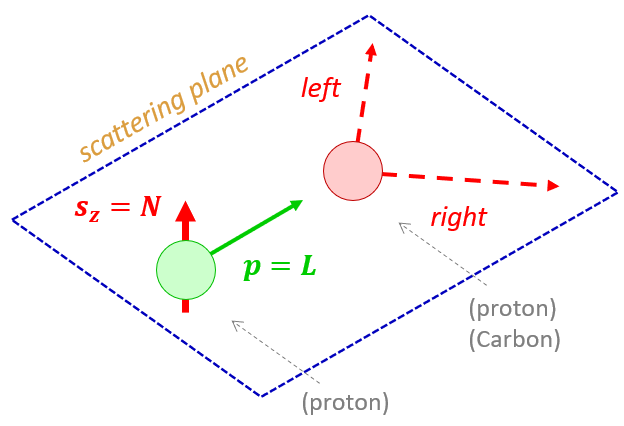 scattering plane
left
s_z = N
right
p = L
(proton)
(Carbon)
(proton)